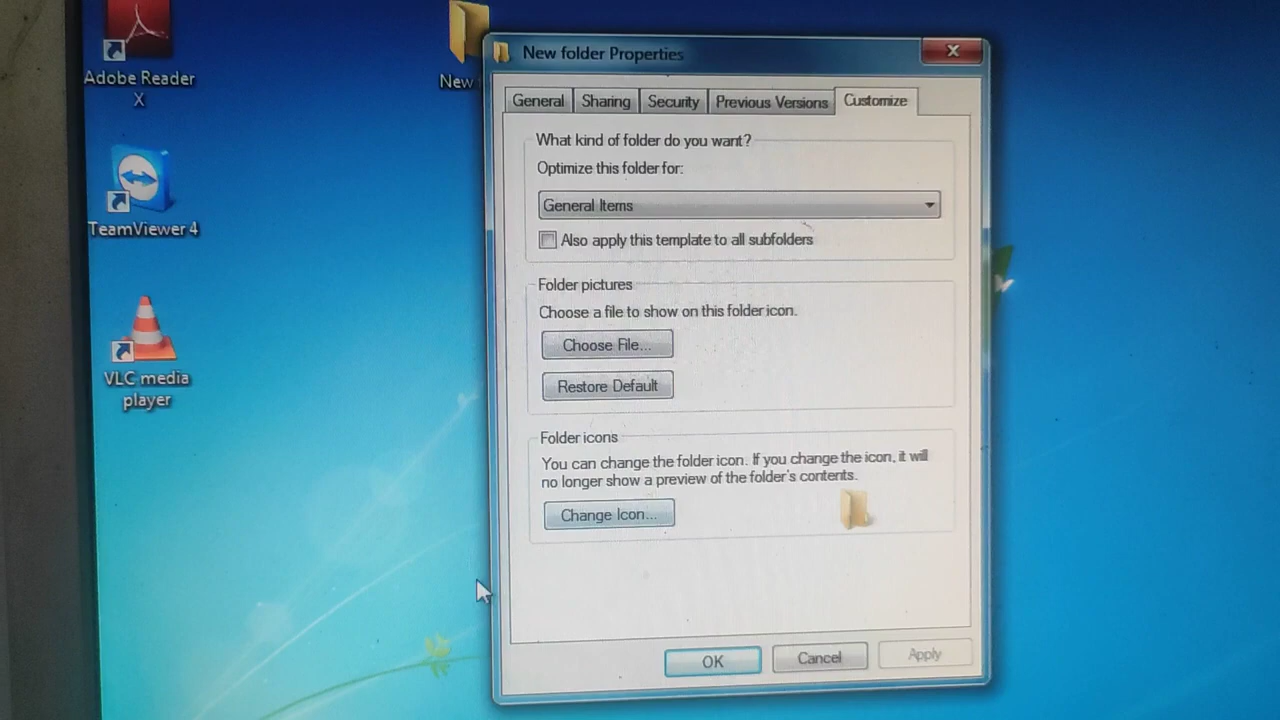 Adobe Reader
X
TeamViewer 4
VLC media
player
New
New folder Properties
General
Sharing
Security
Previous Versions
Customize
What kind of folder do you want?
Optimize this folder for:
General Items
Also apply this template to all subfolders
Folder pictures
Choose a file to show on this folder icon.
Choose File...
Restore Default
Folder icons
You can change the folder icon. If you change the icon, it will
no longer show a preview of the folder's contents.
Change Icon...
OK
Cancel
Apply